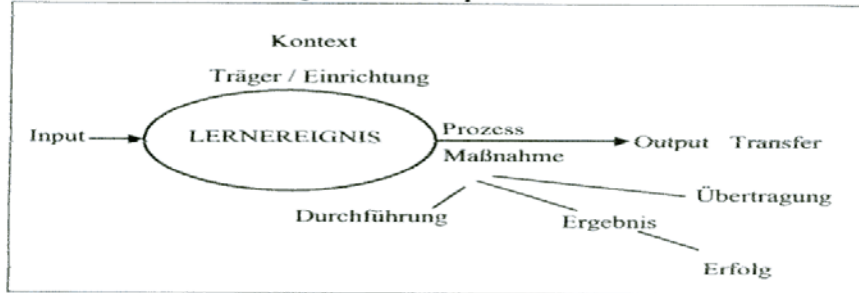 Kontext
Träger / Einrichtung
Input
LERNEREIGNIS
Prozess
Maßnahme
Output Transfer
Durchführung
Ergebnis
Übertragung
Erfolg